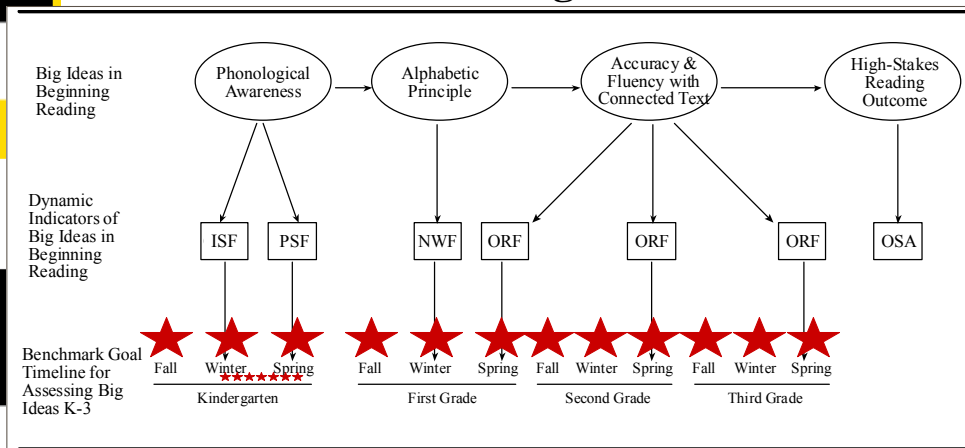 Big Ideas in
Beginning
Reading
Phonological
Awareness
Alphabetic
Principle
Accuracy &
Fluency with
Connected Text
High-Stakes
Reading
Outcome
Dynamic
Indicators of
Big Ideas in
Beginning
Reading
ISF
PSF
NWF
ORF
ORF
ORF
OSA
Benchmark Goal
Timeline for
Assessing Big
Ideas K-3
Fall Winter Spring
Kindergarten
Fall Winter Spring
First Grade
Fall Winter Spring
Second Grade
Fall Winter Spring
Third Grade